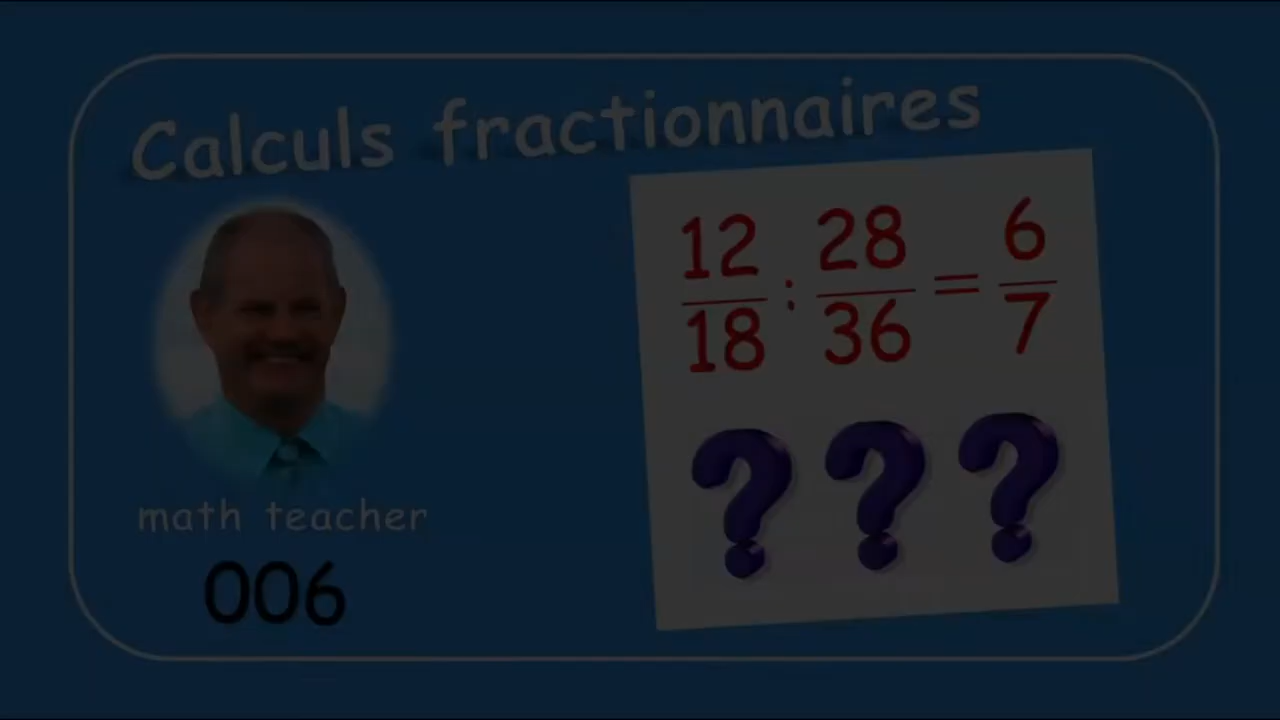 Calculs fractionnaires
12/18 : 28/36 = 6/7
? ? ?
math teacher
006